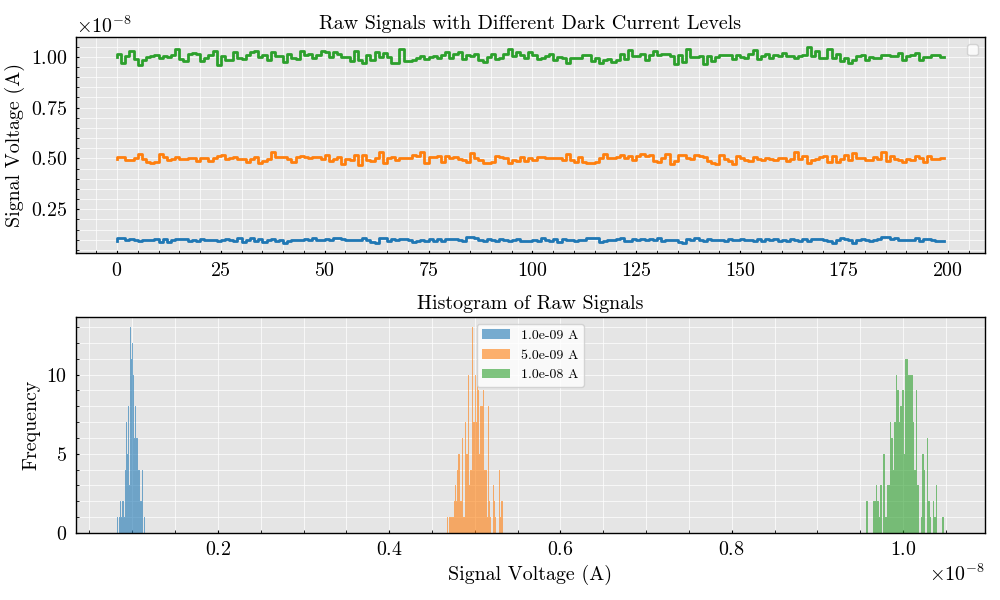 ×10⁻⁸
Raw Signals with Different Dark Current Levels
Signal Voltage (A)
1.00
0.75
0.50
0.25
0 25 50 75 100 125 150 175 200
Histogram of Raw Signals
1.0e-09 A
5.0e-09 A
1.0e-08 A
Frequency
10
5
0
0.2 0.4 0.6 0.8 1.0
Signal Voltage (A)
×10⁻⁸